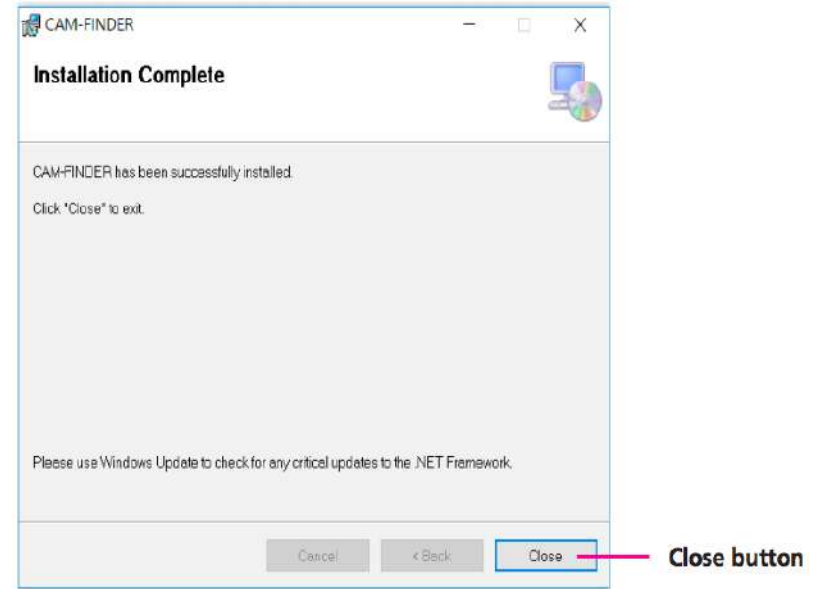 CAM-FINDER
Installation Complete
CAM-FINDER has been successfully installed.
Click "Close" to exit.
Please use Windows Update to check for any critical updates to the .NET Framework.
Cancel
< Back
Close
Close button